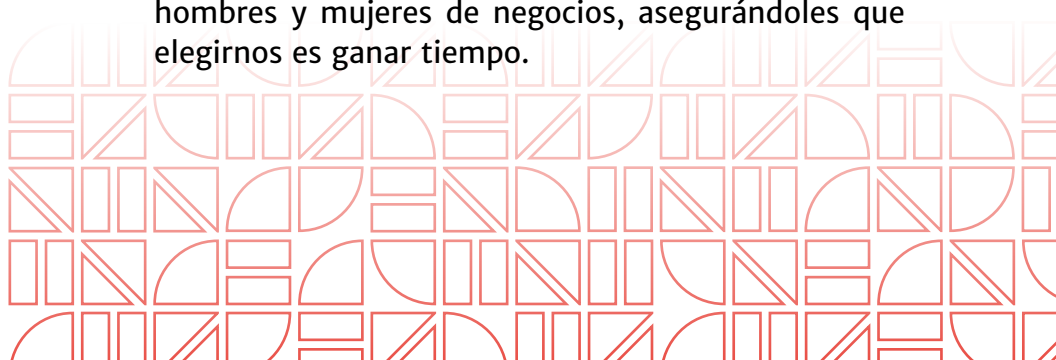 hombres y mujeres de negocios, asegurándoles que
elegirnos es ganar tiempo.